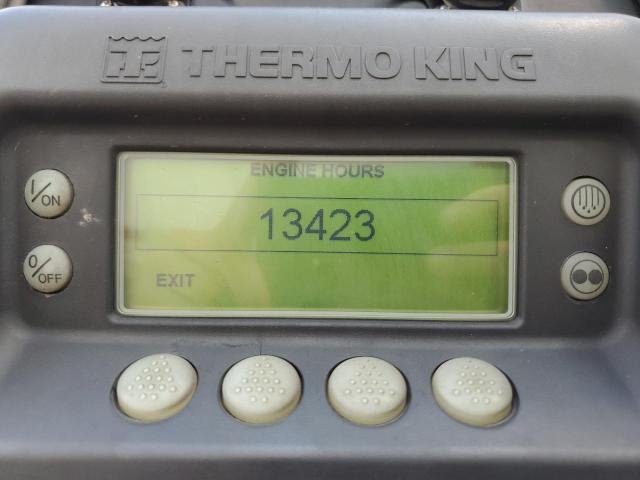 THERMO KING
ENGINE HOURS
I/ON
13423
O/OFF
EXIT